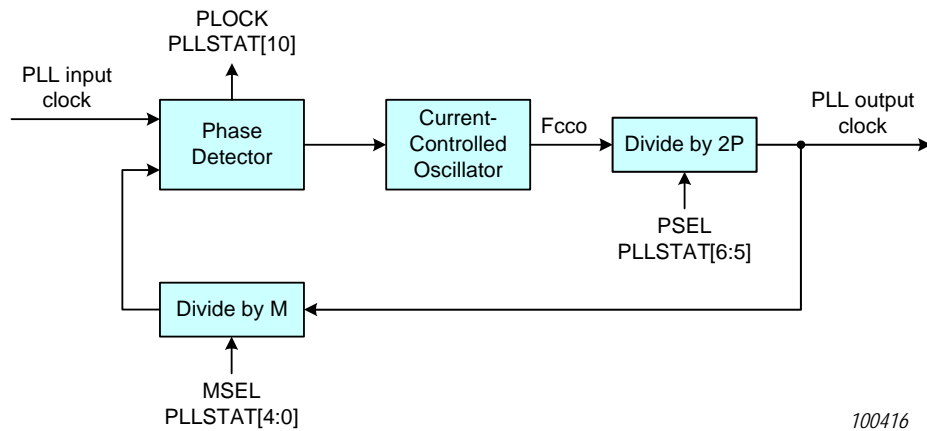 PLOCK
PLLSTAT[10]
PLL input
clock
Phase
Detector
Current-
Controlled
Oscillator
Fcco
Divide by 2P
PLL output
clock
PSEL
PLLSTAT[6:5]
Divide by M
MSEL
PLLSTAT[4:0]
100416